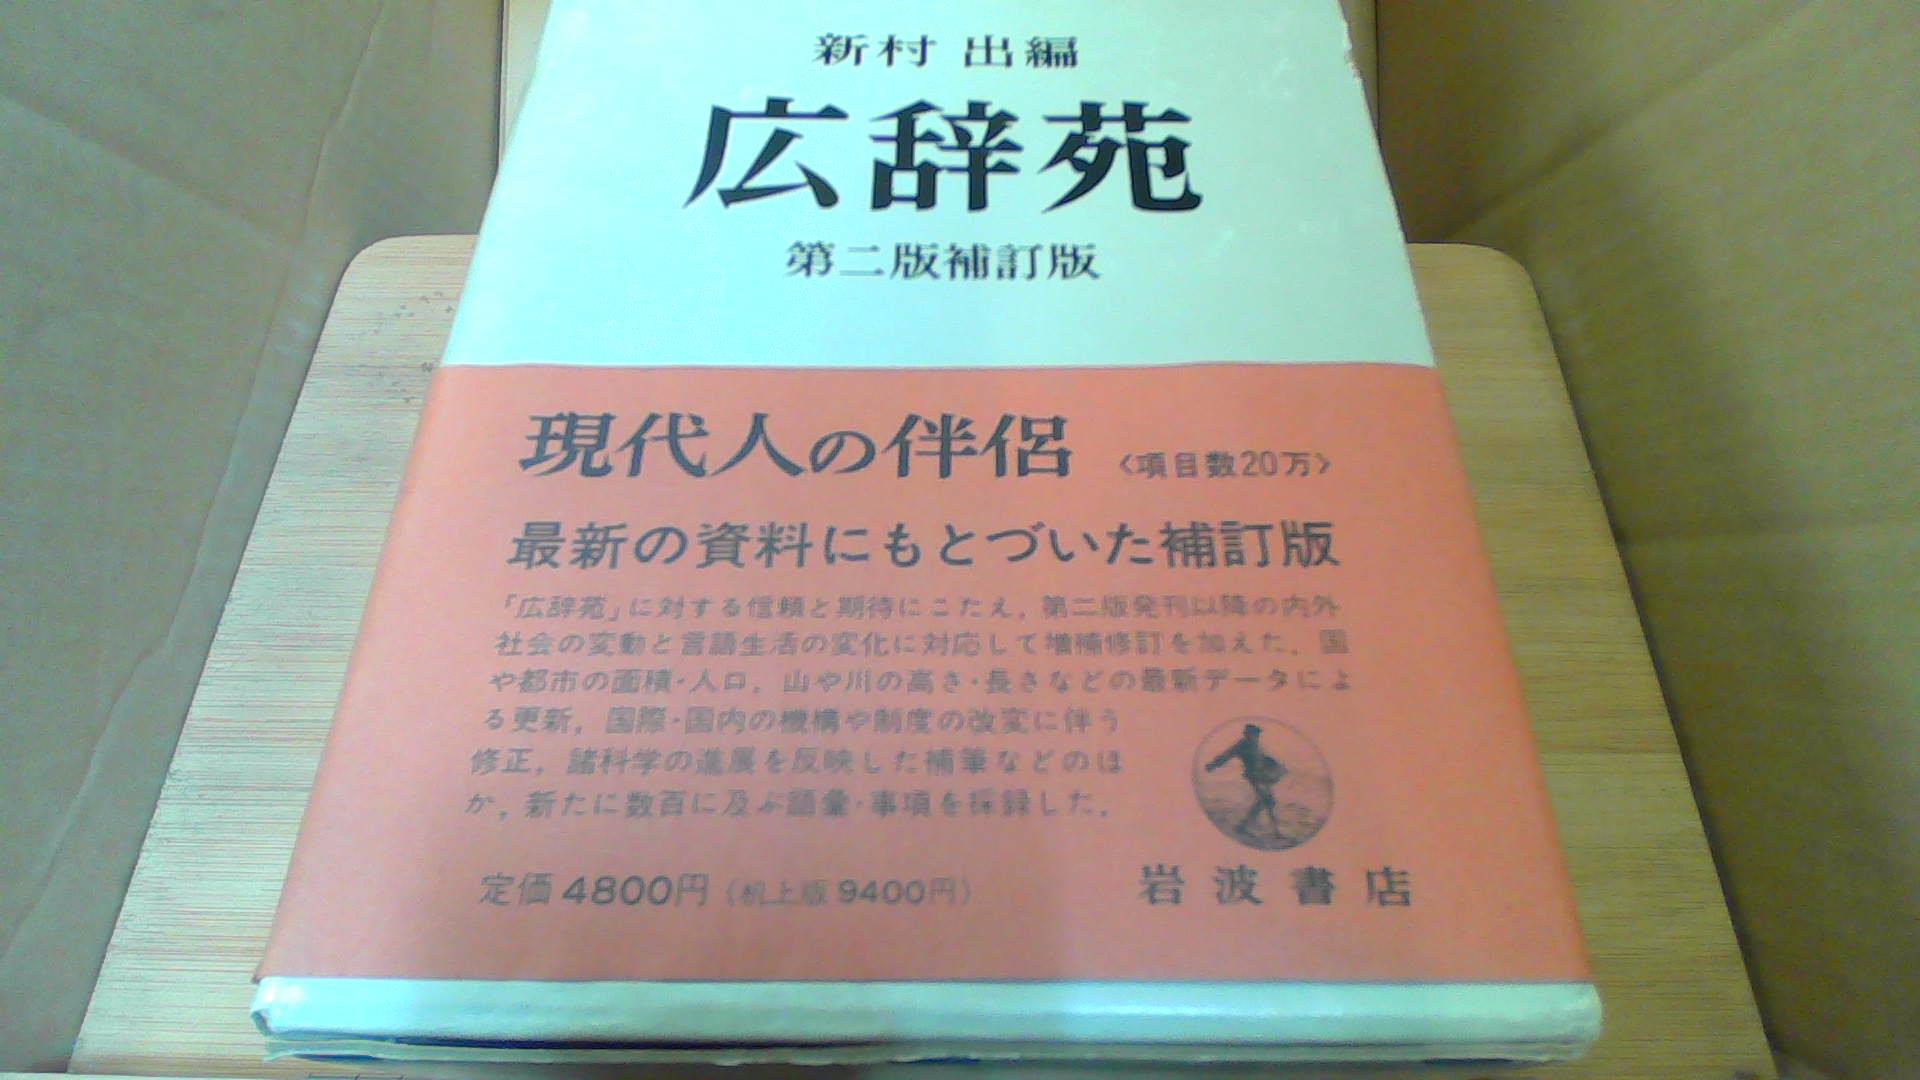 新村 出編
広辞苑
第二版補訂版
現代人の伴侶 〈項目数20万〉
最新の資料にもとづいた補訂版
「広辞苑」に対する信頼と期待にこたえ，第二版発刊以降の内外
社会の変動と言語生活の変化に対応して増補修訂を加えた．国
や都市の面積・人口，山や川の高さ・長さなどの最新データによ
る更新，国際・国内の機構や制度の改変に伴う
修正，諸科学の進展を反映した補筆などのほ
か，新たに数百に及ぶ語彙・事項を採録した．
定価4800円（机上版9400円）
岩波書店